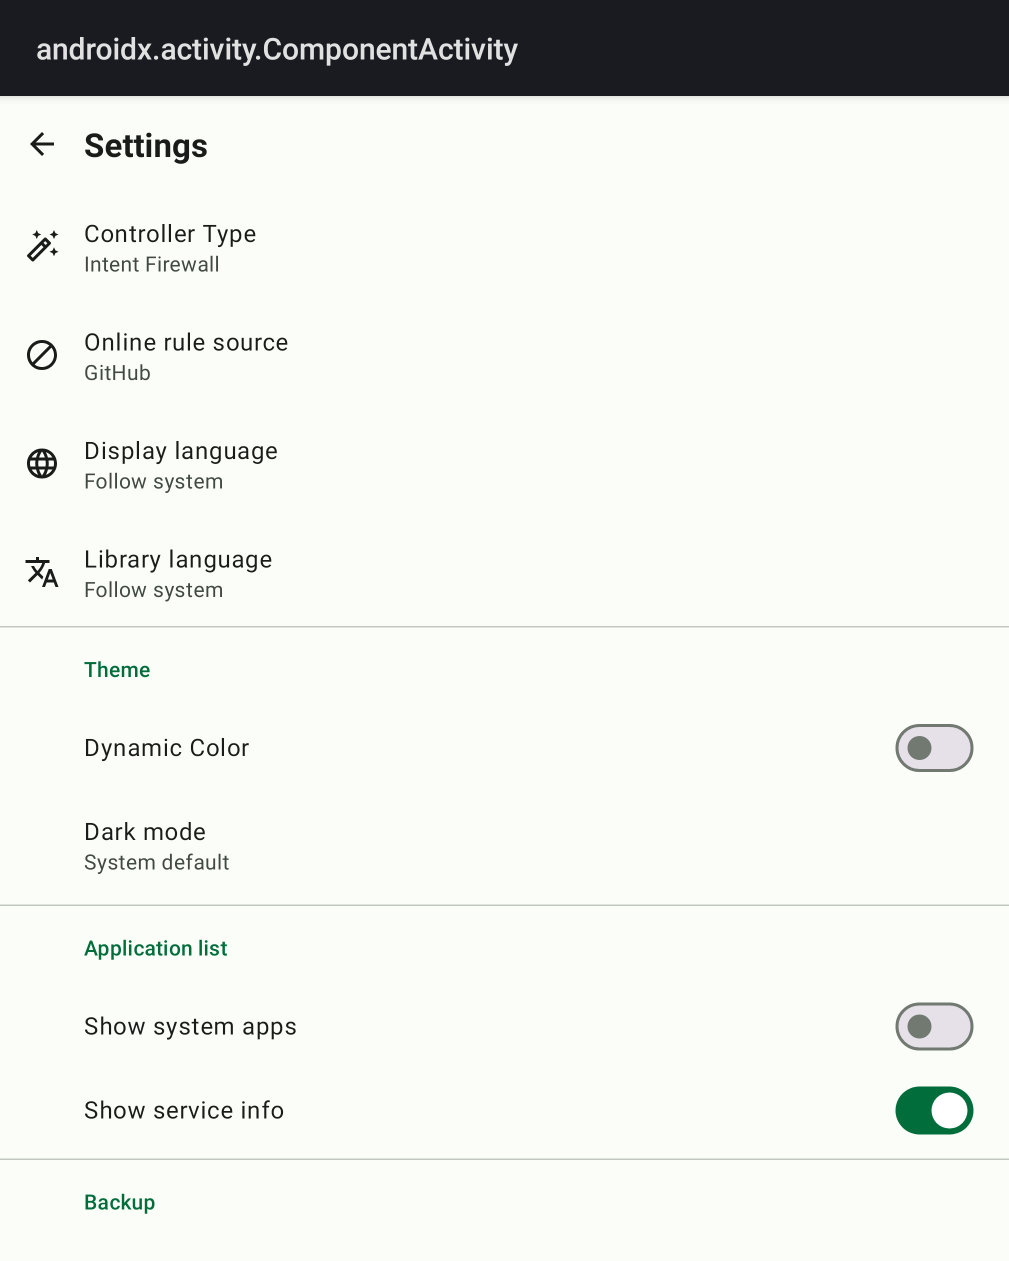 androidx.activity.ComponentActivity
Settings
Controller Type
Intent Firewall
Online rule source
GitHub
Display language
Follow system
Library language
Follow system
Theme
Dynamic Color
Dark mode
System default
Application list
Show system apps
Show service info
Backup